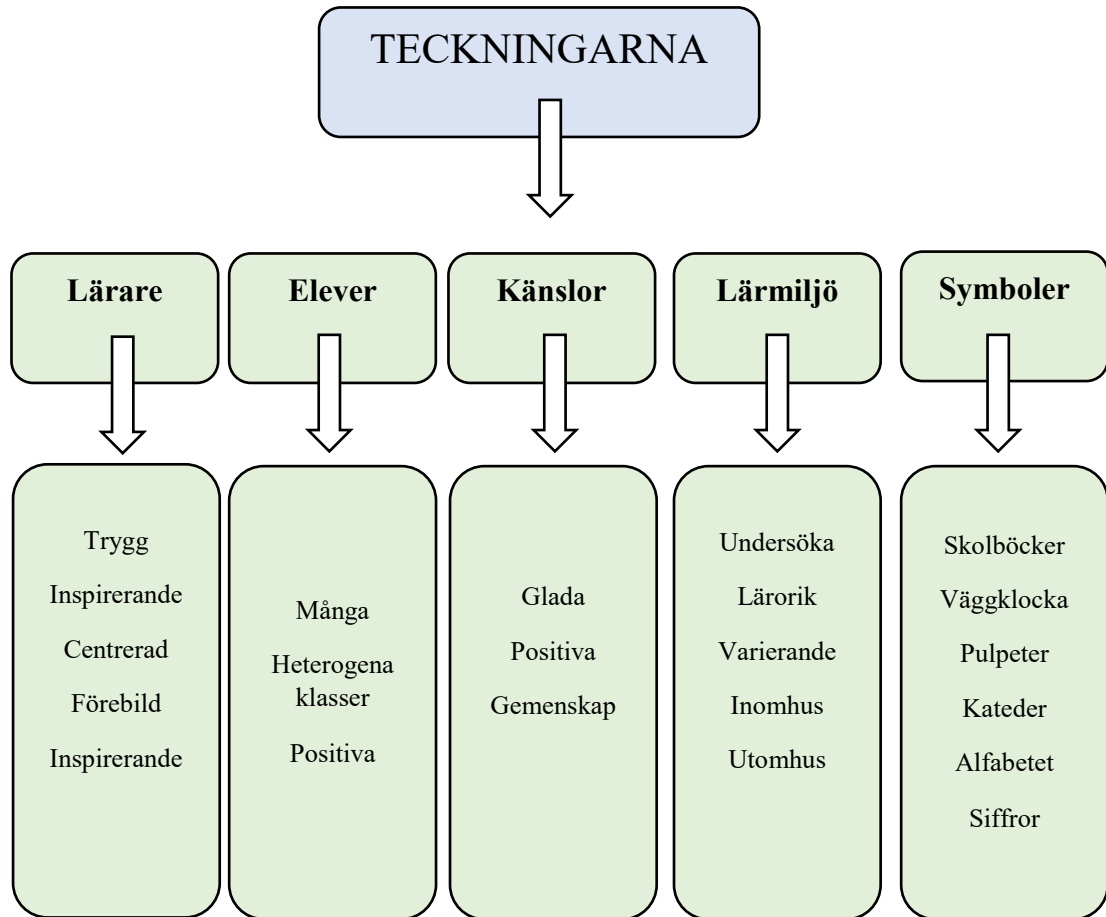 TECKNINGARNA
Lärare
Elever
Känslor
Lärmiljö
Symboler
Trygg
Inspirerande
Centrerad
Förebild
Inspirerande
Många
Heterogena
klasser
Positiva
Glada
Positiva
Gemenskap
Undersöka
Lärorik
Varierande
Inomhus
Utomhus
Skolböcker
Väggklocka
Pulpeter
Kateder
Alfabetet
Siffror